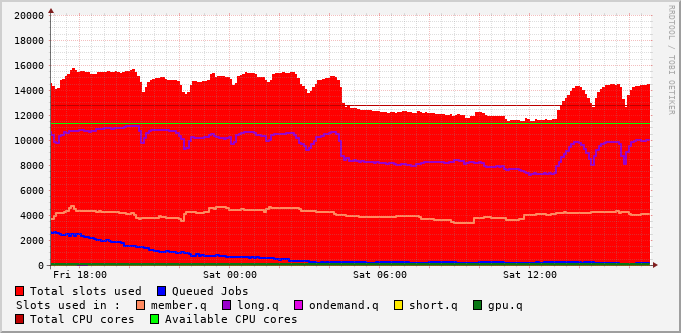 RRDTOOL / TOBI OETIKER
20000
18000
16000
14000
12000
10000
8000
6000
4000
2000
0
Fri 18:00 Sat 00:00 Sat 06:00 Sat 12:00
Total slots used Queued Jobs
Slots used in : member.q long.q ondemand.q short.q gpu.q
Total CPU cores Available CPU cores